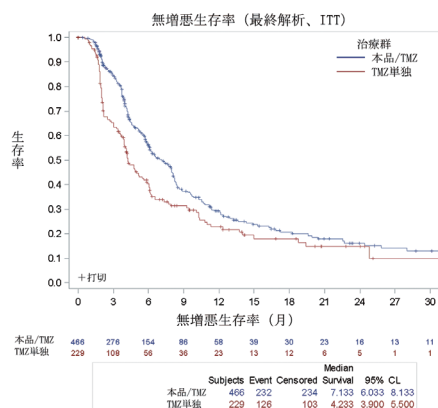 無増悪生存率 (最終解析、ITT)
治療群
本品/TMZ
TMZ単独
生存率
1.0
0.9
0.8
0.7
0.6
0.5
0.4
0.3
0.2
0.1
0.0
+打切
0 3 6 9 12 15 18 21 24 27 30
無増悪生存率 (月)
本品/TMZ 466 276 154 86 58 39 30 23 16 13 11
TMZ単独 229 108 56 36 23 13 12 6 5 1 1
Median
Subjects Event Censored Survival 95% CL
本品/TMZ 466 232 234 7.133 6.033 8.133
TMZ単独 229 126 103 4.233 3.900 5.500